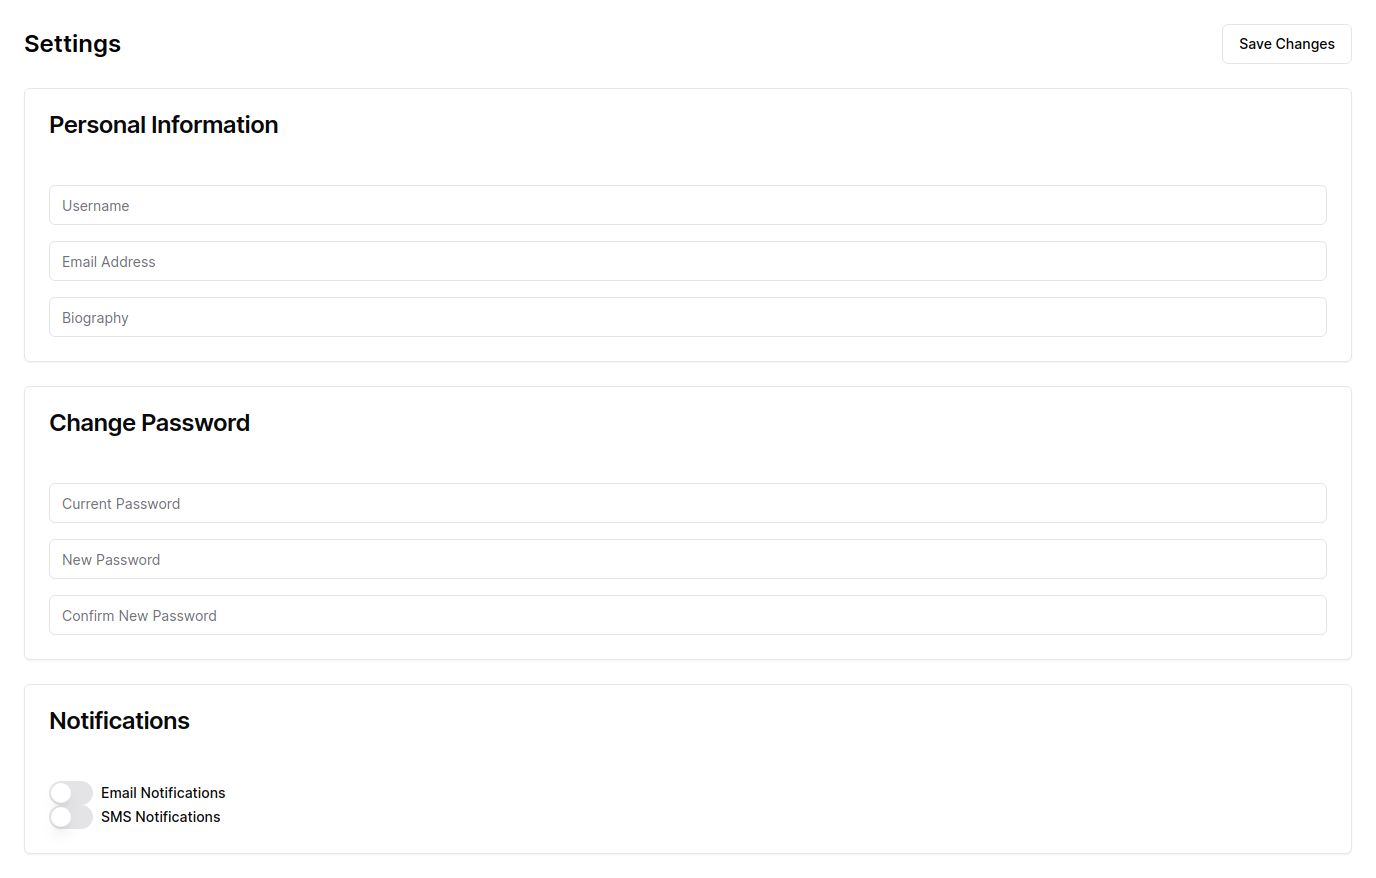 Settings
Save Changes
Personal Information
Username
Email Address
Biography
Change Password
Current Password
New Password
Confirm New Password
Notifications
Email Notifications
SMS Notifications